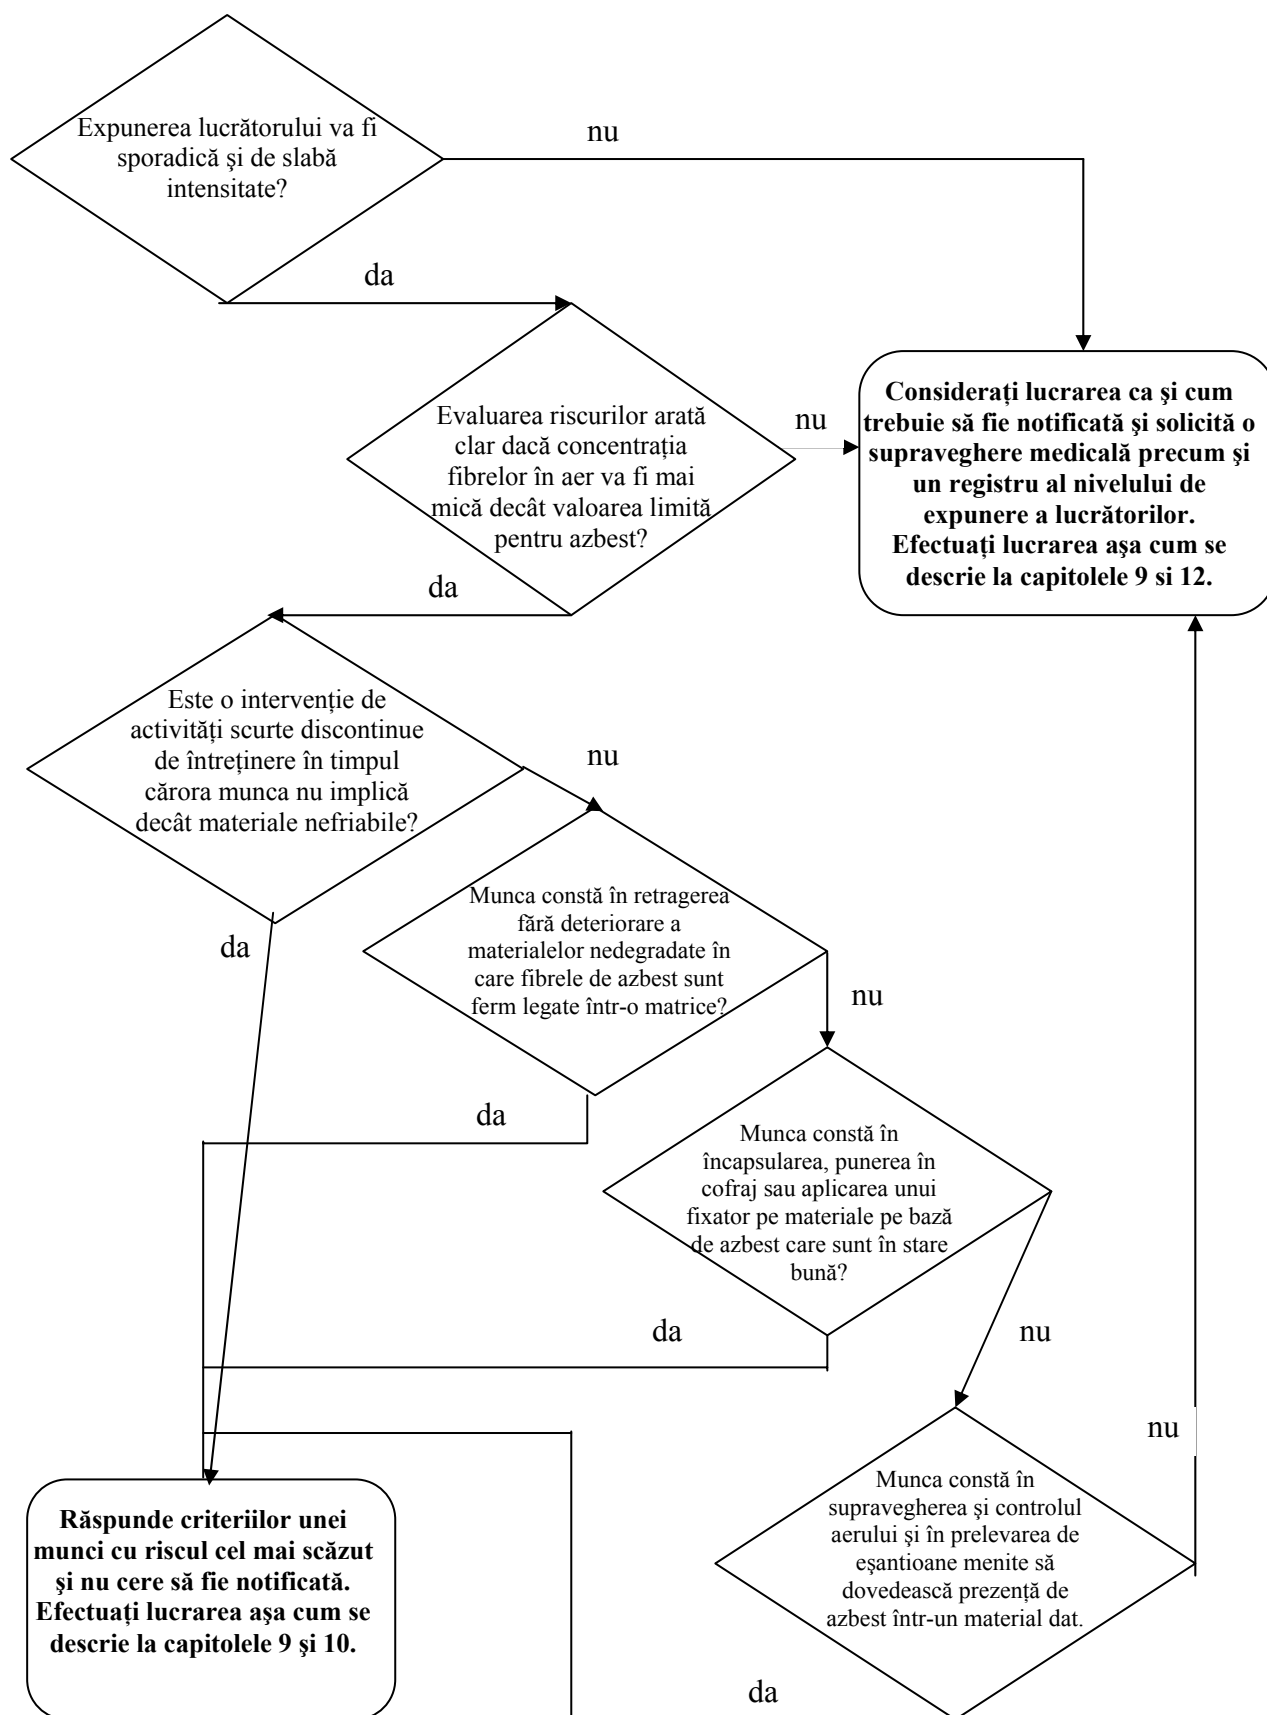 Expunerea lucrătorului va fi
sporadică şi de slabă
intensitate?
nu
da
Evaluarea riscurilor arată
clar dacă concentraţia
fibrelor în aer va fi mai
mică decât valoarea limită
pentru azbest?
nu
Consideraţi lucrarea ca şi cum
trebuie să fie notificată şi solicită o
supraveghere medicală precum şi
un registru al nivelului de
expunere a lucrătorilor.
Efectuaţi lucrarea aşa cum se
descrie la capitolele 9 si 12.
da
Este o intervenţie de
activităţi scurte discontinue
de întreţinere în timpul
cărora munca nu implică
decât materiale nefriabile?
nu
da
Munca constă în retragerea
fără deteriorare a
materialelor nedegradate în
care fibrele de azbest sunt
ferm legate într-o matrice?
nu
da
Munca constă în
încapsularea, punerea în
cofraj sau aplicarea unui
fixator pe materiale pe bază
de azbest care sunt în stare
bună?
da
nu
nu
Munca constă în
supravegherea şi controlul
aerului şi în prelevarea de
eşantioane menite să
dovedească prezenţă de
azbest într-un material dat.
Răspunde criteriilor unei
munci cu riscul cel mai scăzut
şi nu cere să fie notificată.
Efectuaţi lucrarea aşa cum se
descrie la capitolele 9 şi 10.
da